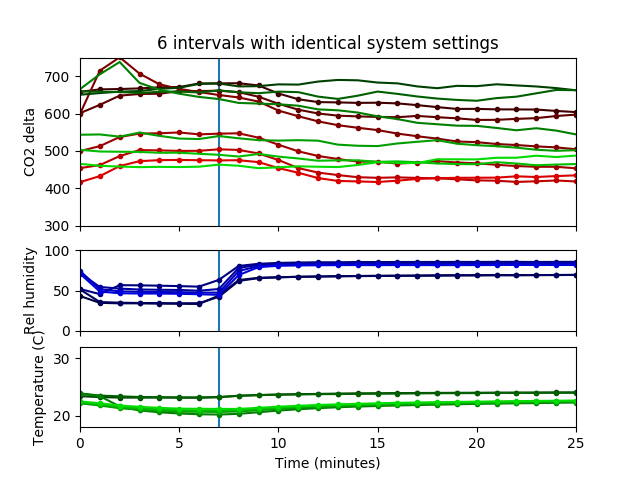 6 intervals with identical system settings
700
600
500
400
300
CO2 delta
100
50
0
Rel humidity
30
20
Temperature (C)
0 5 10 15 20 25
Time (minutes)